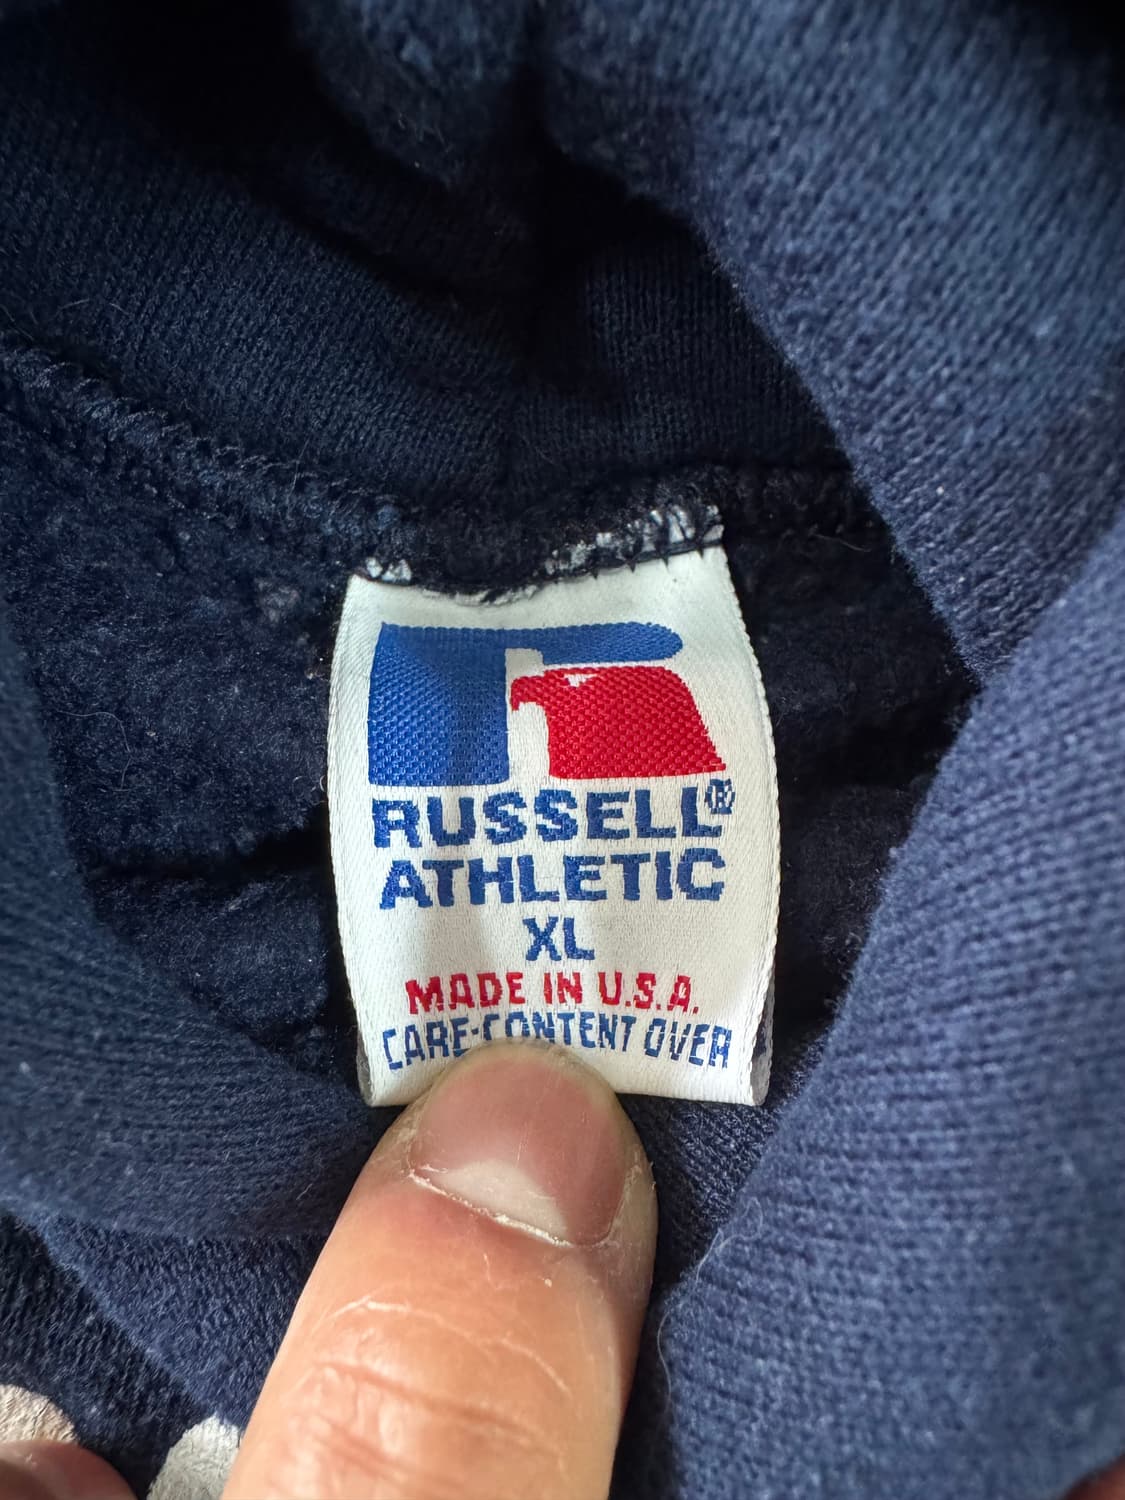 RUSSELL®
ATHLETIC
XL
MADE IN U.S.A.
CARE-CONTENT OVER